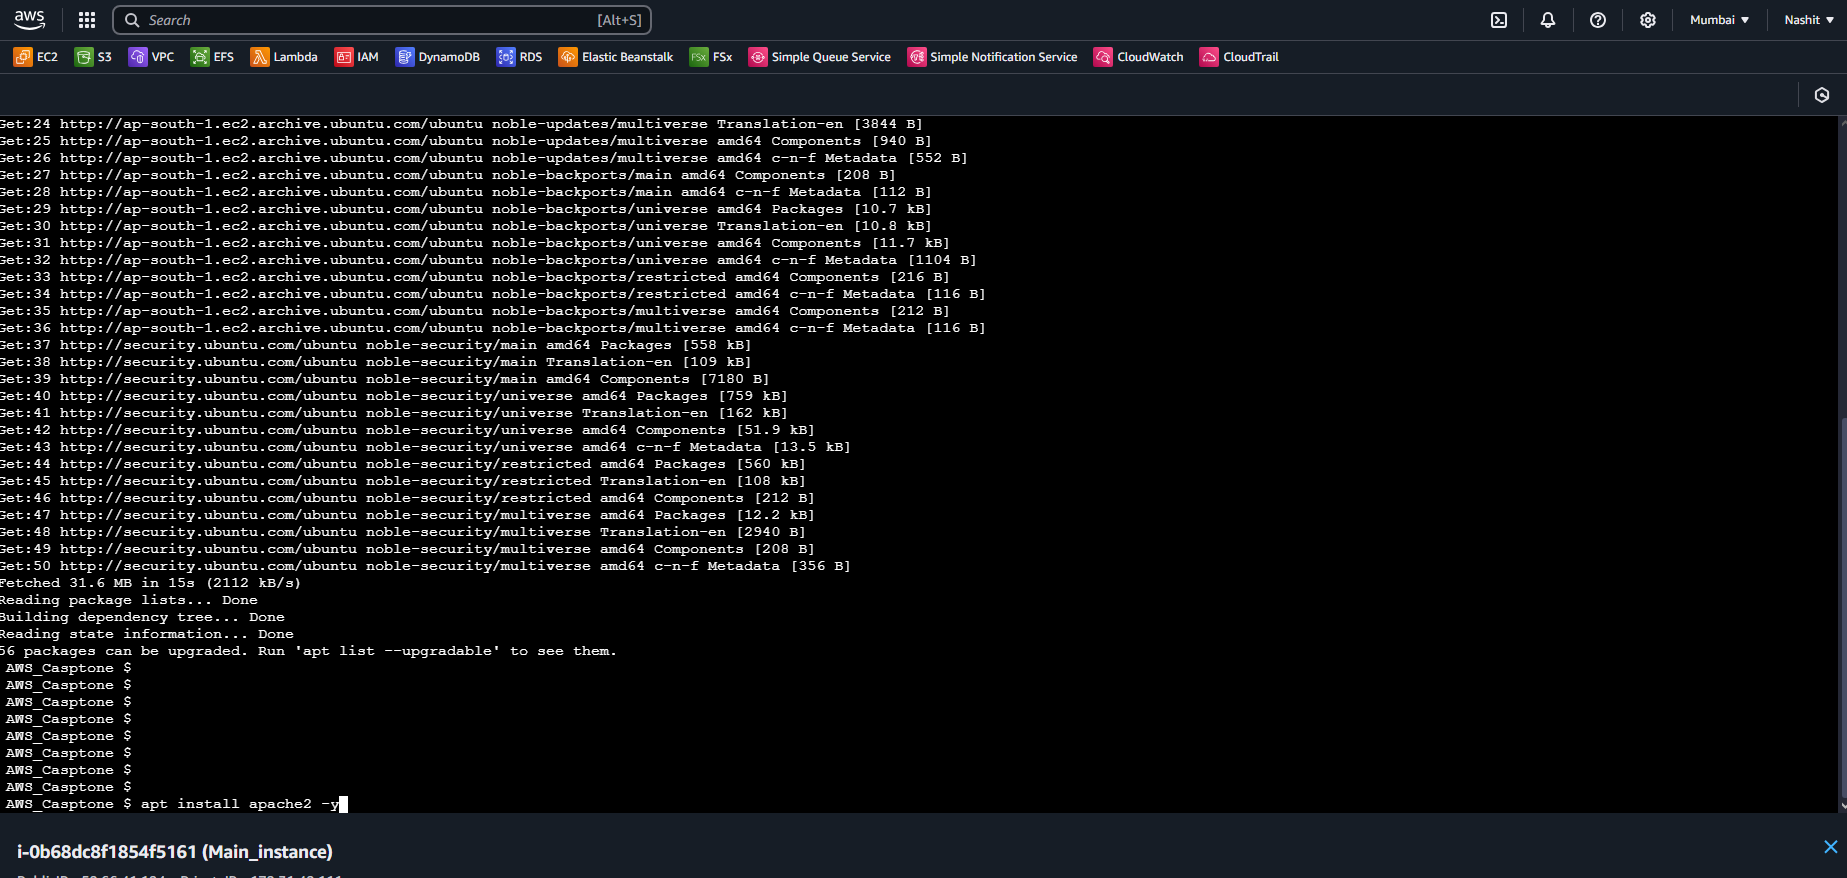 aws
Search [Alt+S]
Mumbai ▼ Nashit ▼
EC2 S3 VPC EFS Lambda IAM DynamoDB RDS Elastic Beanstalk FSx FSx Simple Queue Service Simple Notification Service CloudWatch CloudTrail
Get:24 http://ap-south-1.ec2.archive.ubuntu.com/ubuntu noble-updates/multiverse Translation-en [3844 B]
Get:25 http://ap-south-1.ec2.archive.ubuntu.com/ubuntu noble-updates/multiverse amd64 Components [940 B]
Get:26 http://ap-south-1.ec2.archive.ubuntu.com/ubuntu noble-updates/multiverse amd64 c-n-f Metadata [552 B]
Get:27 http://ap-south-1.ec2.archive.ubuntu.com/ubuntu noble-backports/main amd64 Components [208 B]
Get:28 http://ap-south-1.ec2.archive.ubuntu.com/ubuntu noble-backports/main amd64 c-n-f Metadata [112 B]
Get:29 http://ap-south-1.ec2.archive.ubuntu.com/ubuntu noble-backports/universe amd64 Packages [10.7 kB]
Get:30 http://ap-south-1.ec2.archive.ubuntu.com/ubuntu noble-backports/universe Translation-en [10.8 kB]
Get:31 http://ap-south-1.ec2.archive.ubuntu.com/ubuntu noble-backports/universe amd64 Components [11.7 kB]
Get:32 http://ap-south-1.ec2.archive.ubuntu.com/ubuntu noble-backports/universe amd64 c-n-f Metadata [1104 B]
Get:33 http://ap-south-1.ec2.archive.ubuntu.com/ubuntu noble-backports/restricted amd64 Components [216 B]
Get:34 http://ap-south-1.ec2.archive.ubuntu.com/ubuntu noble-backports/restricted amd64 c-n-f Metadata [116 B]
Get:35 http://ap-south-1.ec2.archive.ubuntu.com/ubuntu noble-backports/multiverse amd64 Components [212 B]
Get:36 http://ap-south-1.ec2.archive.ubuntu.com/ubuntu noble-backports/multiverse amd64 c-n-f Metadata [116 B]
Get:37 http://security.ubuntu.com/ubuntu noble-security/main amd64 Packages [558 kB]
Get:38 http://security.ubuntu.com/ubuntu noble-security/main Translation-en [109 kB]
Get:39 http://security.ubuntu.com/ubuntu noble-security/main amd64 Components [7180 B]
Get:40 http://security.ubuntu.com/ubuntu noble-security/universe amd64 Packages [759 kB]
Get:41 http://security.ubuntu.com/ubuntu noble-security/universe Translation-en [162 kB]
Get:42 http://security.ubuntu.com/ubuntu noble-security/universe amd64 Components [51.9 kB]
Get:43 http://security.ubuntu.com/ubuntu noble-security/universe amd64 c-n-f Metadata [13.5 kB]
Get:44 http://security.ubuntu.com/ubuntu noble-security/restricted amd64 Packages [560 kB]
Get:45 http://security.ubuntu.com/ubuntu noble-security/restricted Translation-en [108 kB]
Get:46 http://security.ubuntu.com/ubuntu noble-security/restricted amd64 Components [212 B]
Get:47 http://security.ubuntu.com/ubuntu noble-security/multiverse amd64 Packages [12.2 kB]
Get:48 http://security.ubuntu.com/ubuntu noble-security/multiverse Translation-en [2940 B]
Get:49 http://security.ubuntu.com/ubuntu noble-security/multiverse amd64 Components [208 B]
Get:50 http://security.ubuntu.com/ubuntu noble-security/multiverse amd64 c-n-f Metadata [356 B]
Fetched 31.6 MB in 15s (2112 kB/s)
Reading package lists... Done
Building dependency tree... Done
Reading state information... Done
56 packages can be upgraded. Run 'apt list --upgradable' to see them.
AWS_Casptone $
AWS_Casptone $
AWS_Casptone $
AWS_Casptone $
AWS_Casptone $
AWS_Casptone $
AWS_Casptone $
AWS_Casptone $
AWS_Casptone $ apt install apache2 -y
i-0b68dc8f1854f5161 (Main_instance)